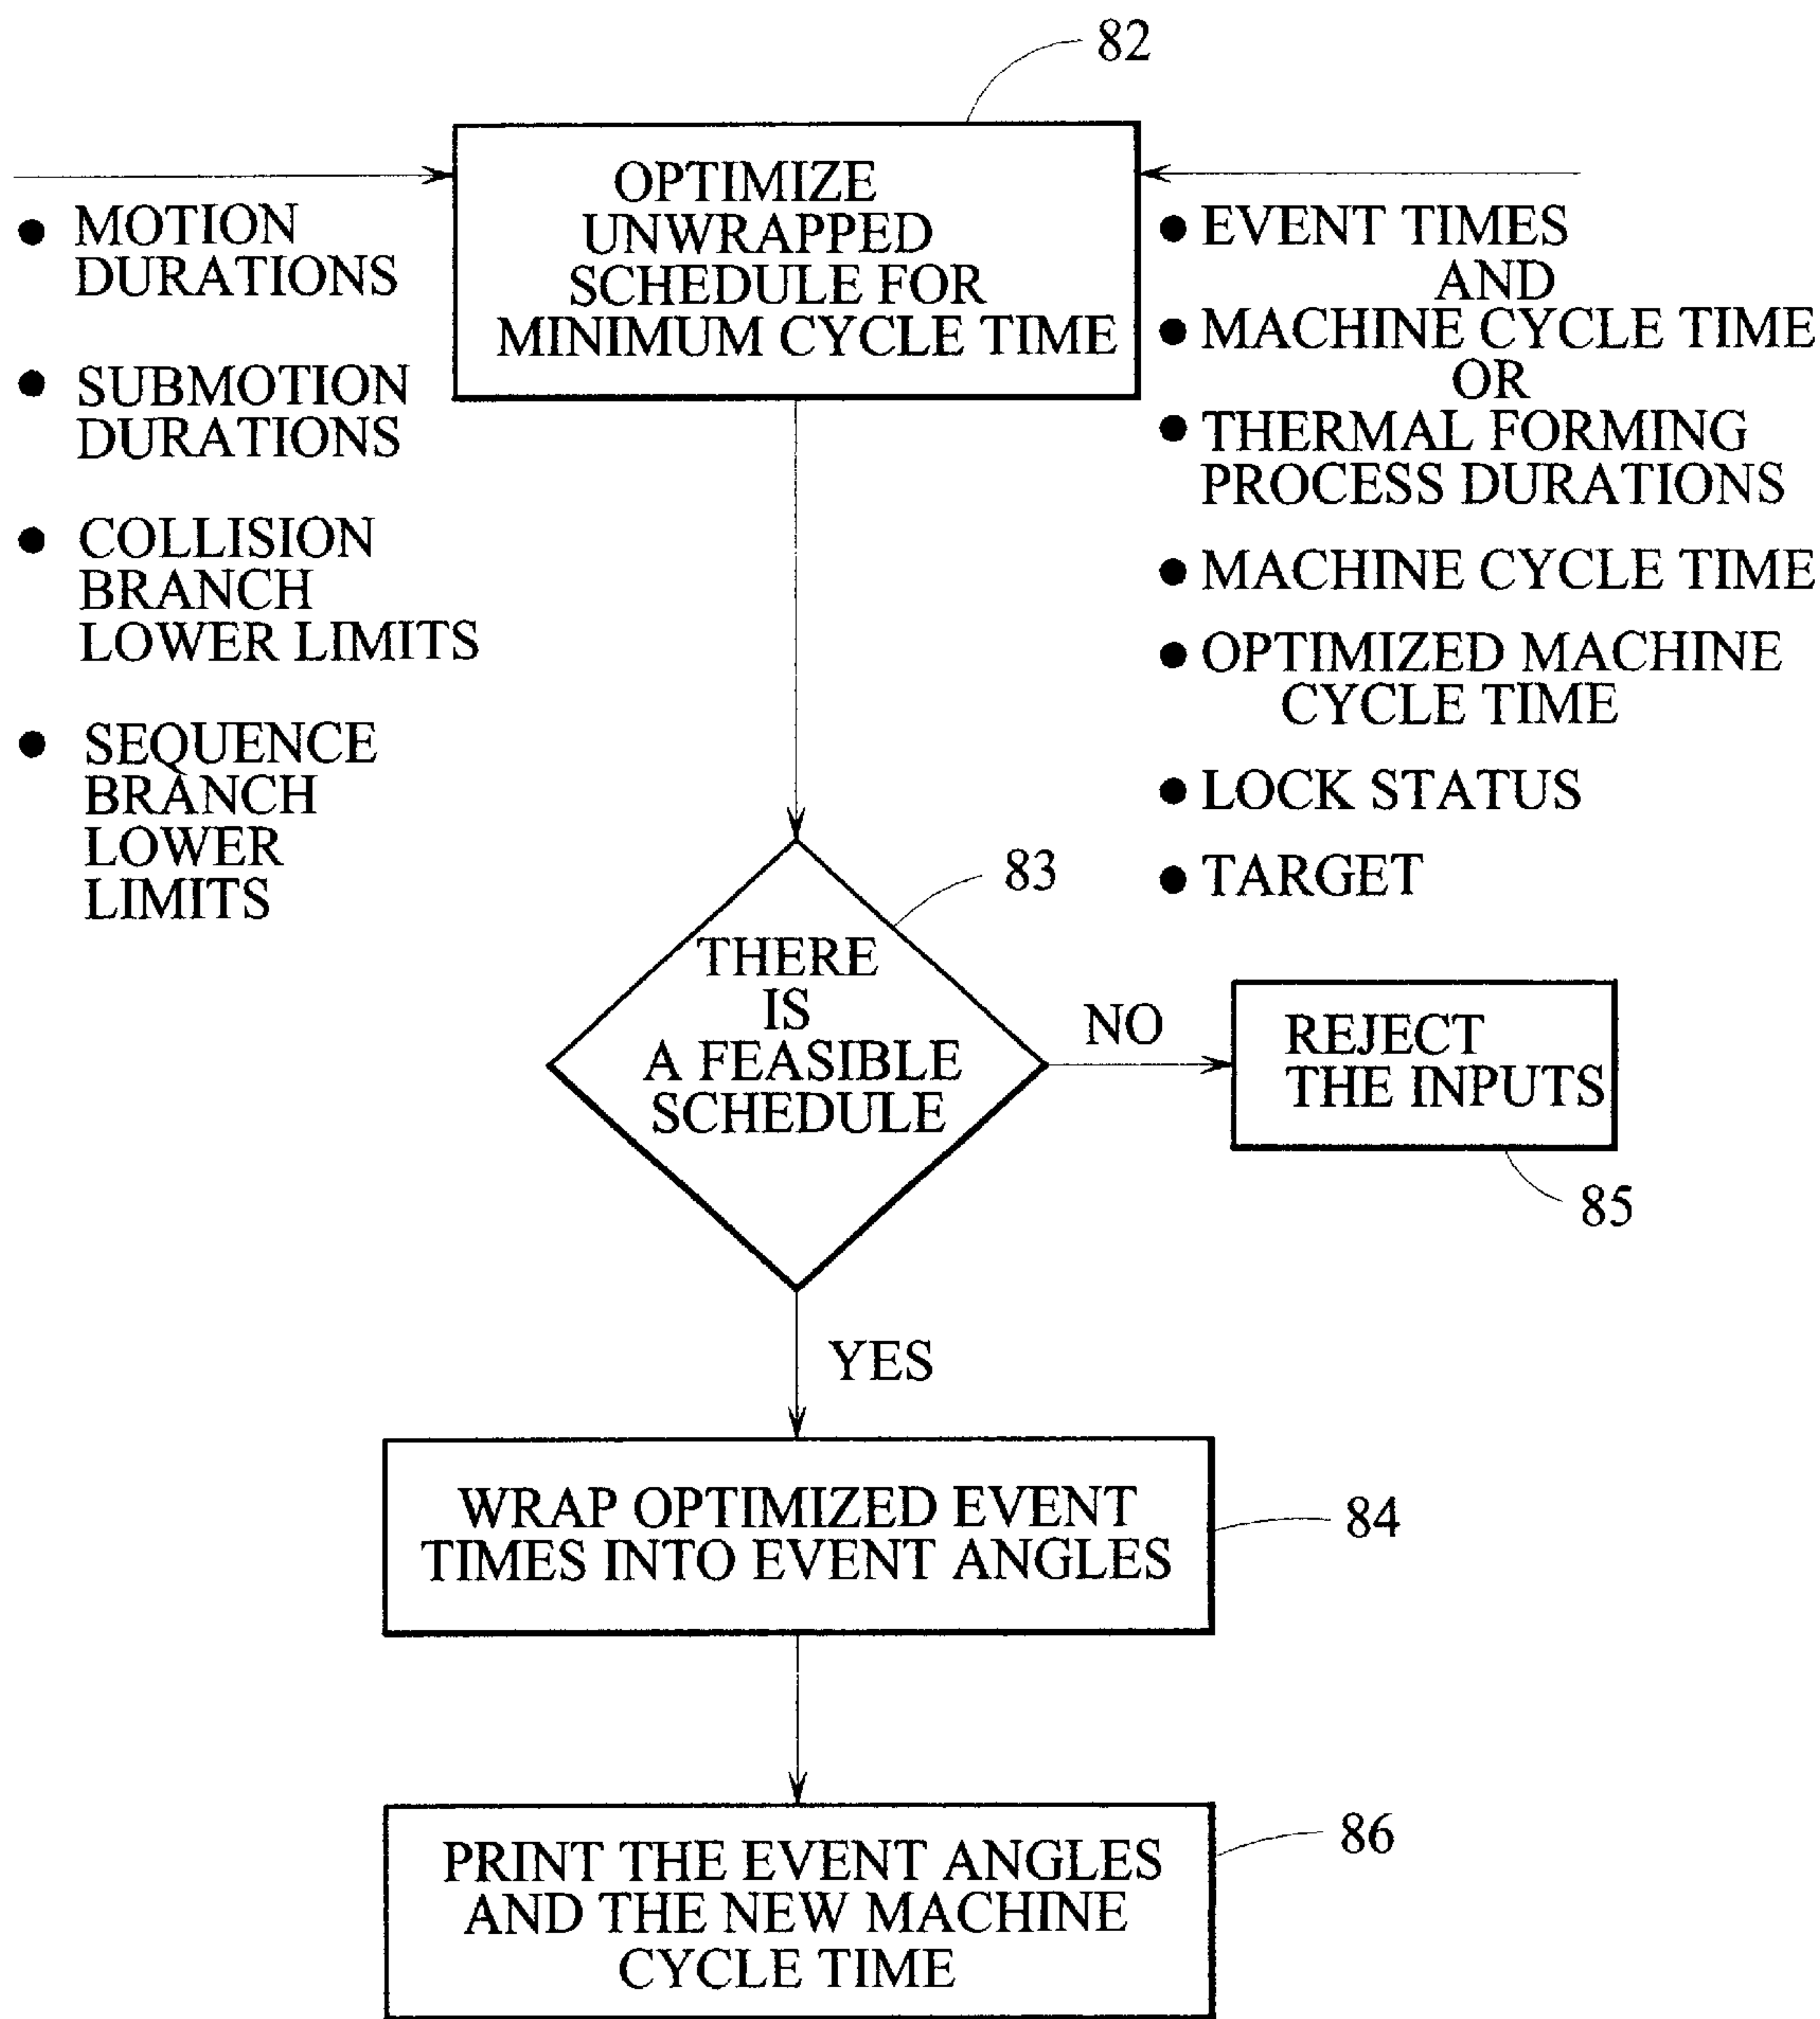 82
OPTIMIZE
UNWRAPPED
SCHEDULE FOR
MINIMUM CYCLE TIME
● MOTION
DURATIONS
● SUBMOTION
DURATIONS
● COLLISION
BRANCH
LOWER LIMITS
● SEQUENCE
BRANCH
LOWER
LIMITS
● EVENT TIMES
AND
● MACHINE CYCLE TIME
OR
● THERMAL FORMING
PROCESS DURATIONS
● MACHINE CYCLE TIME
● OPTIMIZED MACHINE
CYCLE TIME
● LOCK STATUS
● TARGET
83
THERE
IS
A FEASIBLE
SCHEDULE
NO
REJECT
THE INPUTS
85
YES
WRAP OPTIMIZED EVENT
TIMES INTO EVENT ANGLES
84
PRINT THE EVENT ANGLES
AND THE NEW MACHINE
CYCLE TIME
86